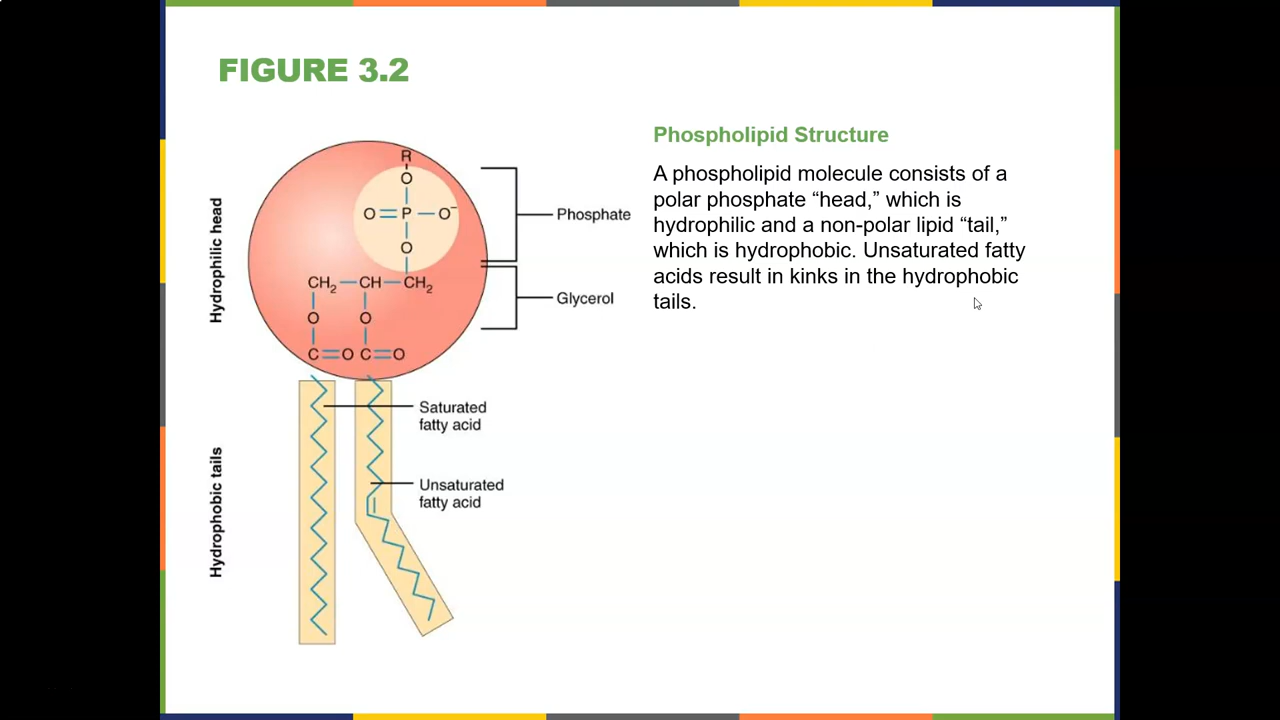 FIGURE 3.2
Phospholipid Structure
A phospholipid molecule consists of a
polar phosphate “head,” which is
hydrophilic and a non-polar lipid “tail,”
which is hydrophobic. Unsaturated fatty
acids result in kinks in the hydrophobic
tails.
Hydrophilic head
R
O
O P O−
O
CH2 CH CH2
O O
C O C O
Phosphate
Glycerol
Hydrophobic tails
Saturated
fatty acid
Unsaturated
fatty acid